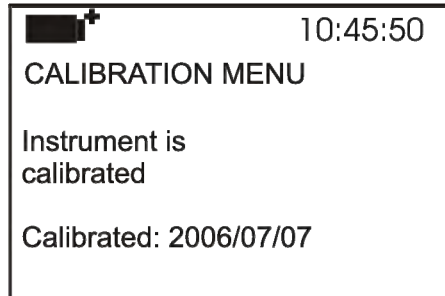 10:45:50
CALIBRATION MENU
Instrument is
calibrated
Calibrated: 2006/07/07